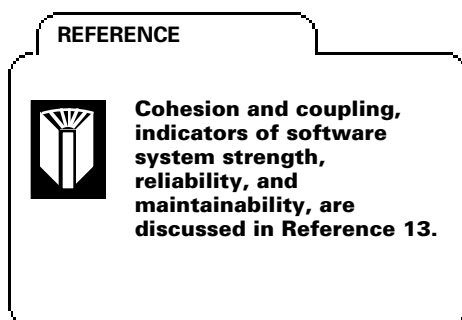 REFERENCE
Cohesion and coupling,
indicators of software
system strength,
reliability, and
maintainability, are
discussed in Reference 13.